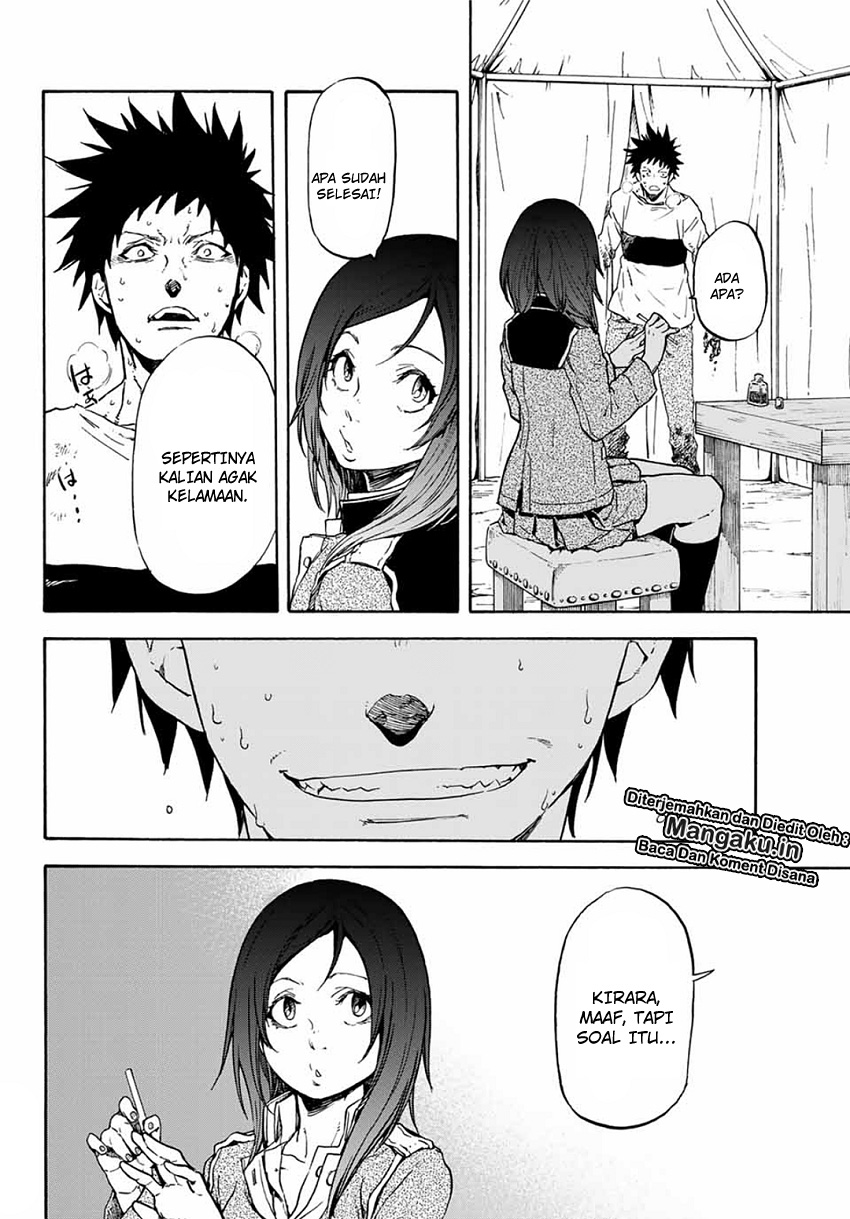 ADA
APA?
APA SUDAH
SELESAI!
SEPERTINYA
KALIAN AGAK
KELAMAAN.
はぁ
は…
Diterjemahkan dan Diedit Oleh :
Mangaku.in
Baca Dan Koment Disana
KIRARA,
MAAF, TAPI
SOAL ITU...